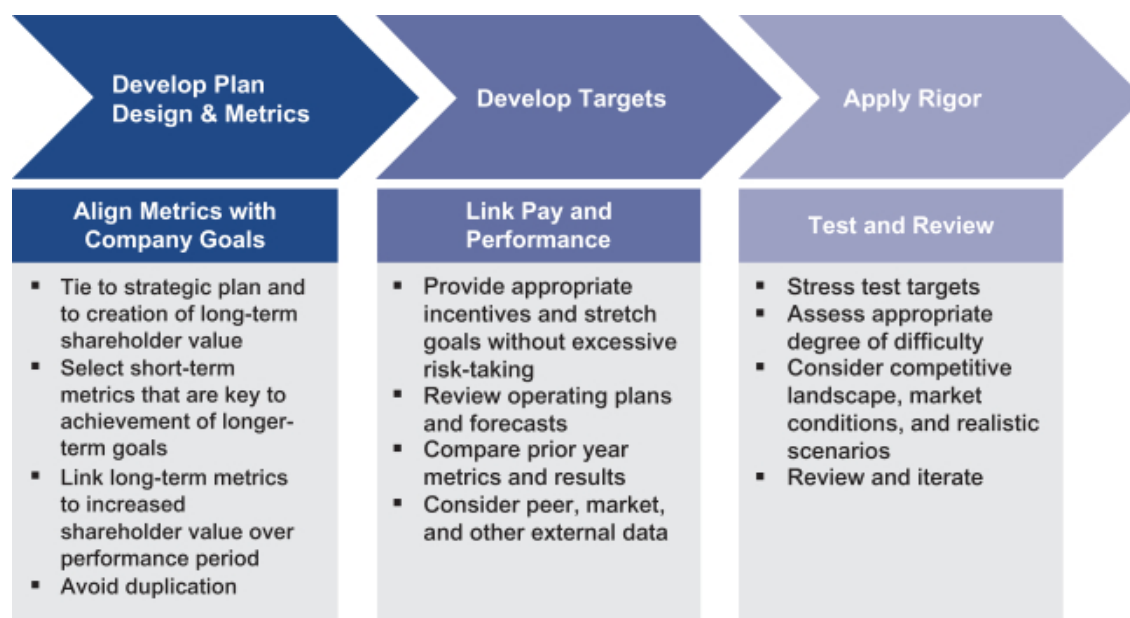 Develop Plan
Design & Metrics
Develop Targets
Apply Rigor
Align Metrics with
Company Goals
▪ Tie to strategic plan and
to creation of long-term
shareholder value
▪ Select short-term
metrics that are key to
achievement of longer-
term goals
▪ Link long-term metrics
to increased
shareholder value over
performance period
▪ Avoid duplication
Link Pay and
Performance
▪ Provide appropriate
incentives and stretch
goals without excessive
risk-taking
▪ Review operating plans
and forecasts
▪ Compare prior year
metrics and results
▪ Consider peer, market,
and other external data
Test and Review
▪ Stress test targets
▪ Assess appropriate
degree of difficulty
▪ Consider competitive
landscape, market
conditions, and realistic
scenarios
▪ Review and iterate